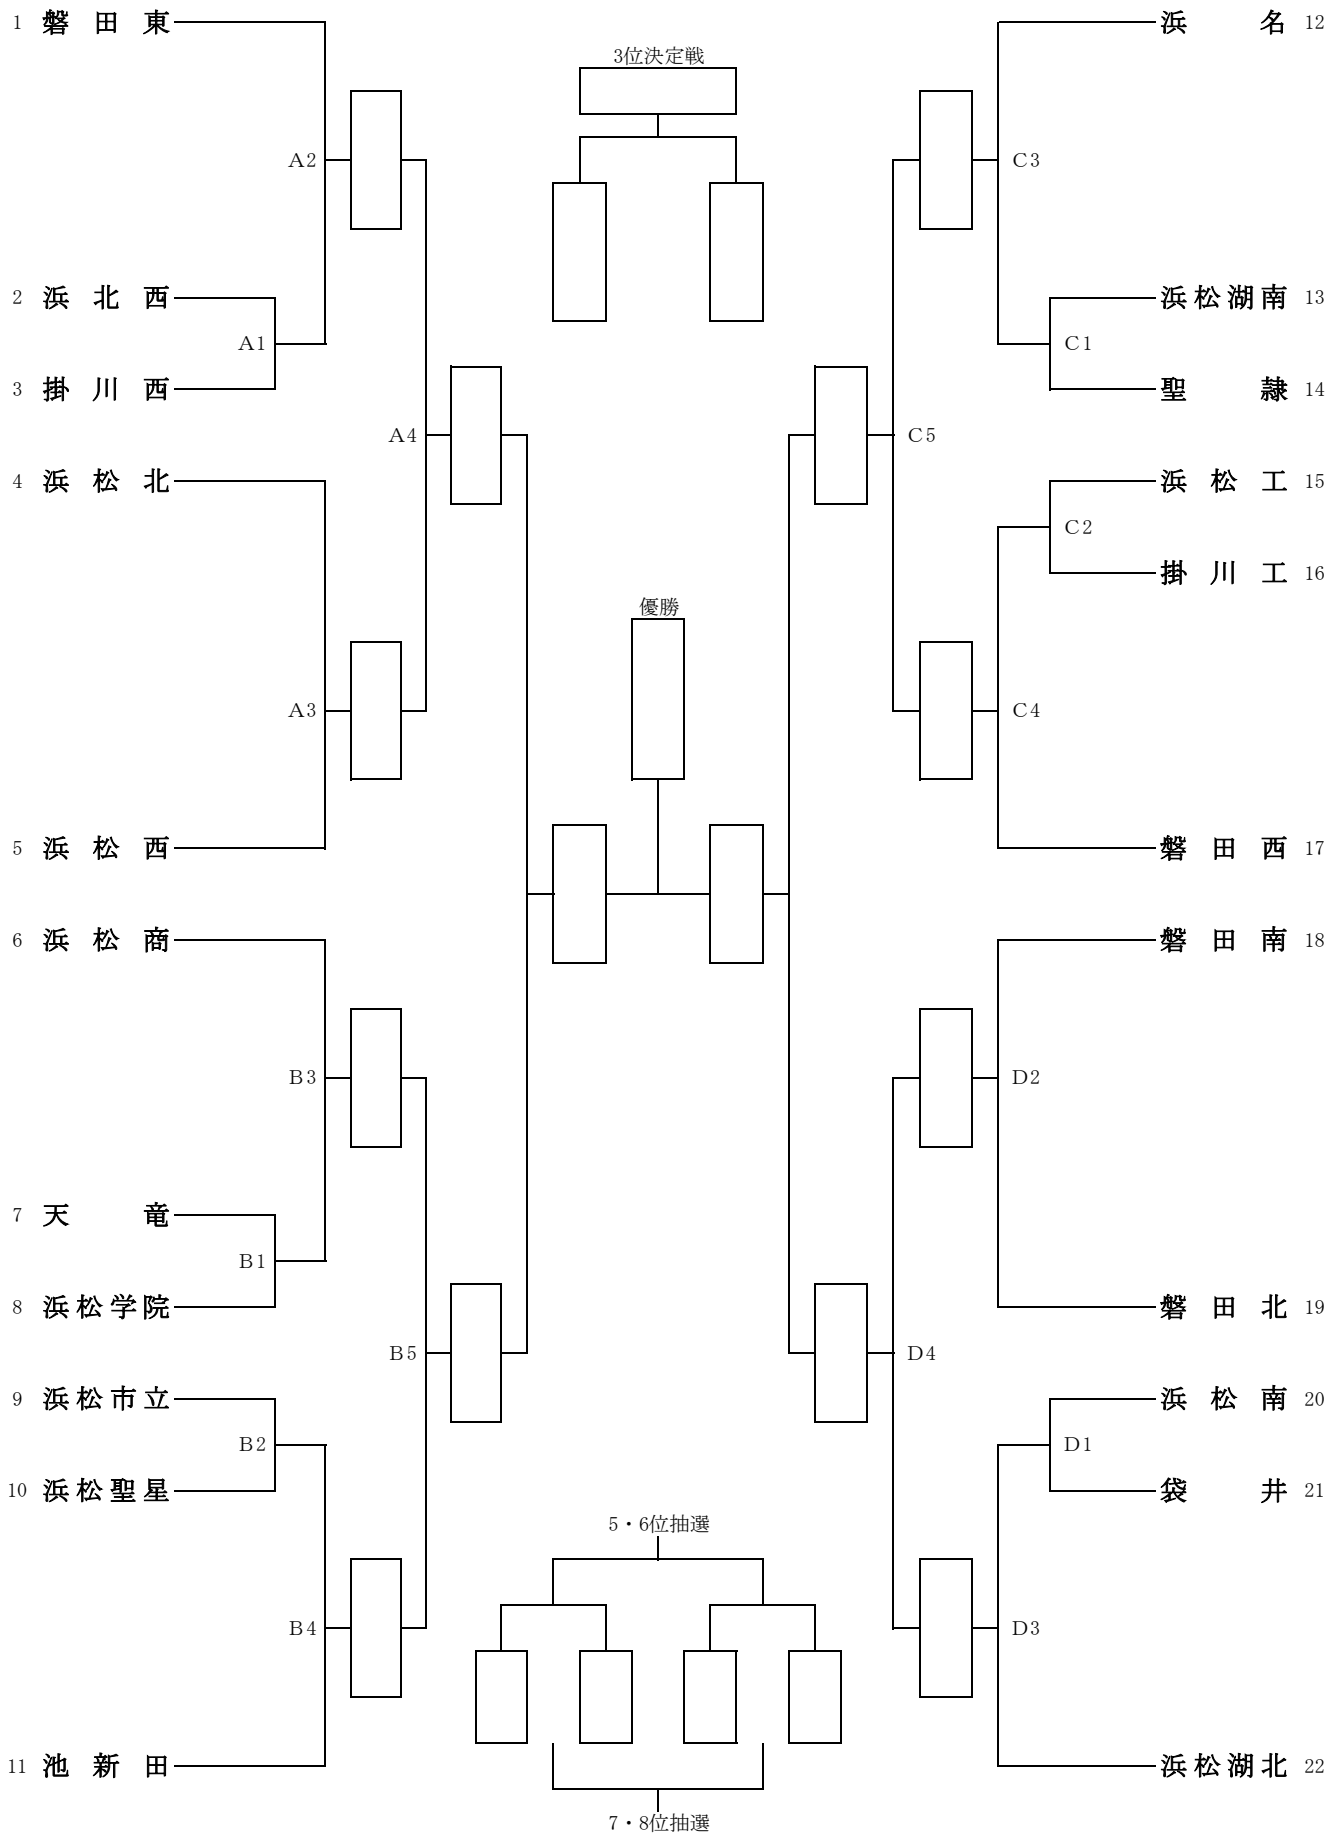 1 磐田東
浜名 12
3位決定戦
A2
C3
2 浜北西
浜松湖南 13
A1
C1
3 掛川西
聖隷 14
A4
C5
4 浜松北
浜松工 15
C2
掛川工 16
優勝
A3
C4
5 浜松西
磐田西 17
6 浜松商
磐田南 18
B3
D2
7 天竜
B1
8 浜松学院
磐田北 19
B5
D4
9 浜松市立
浜松南 20
B2
D1
10 浜松聖星
袋井 21
5・6位抽選
B4
D3
11 池新田
浜松湖北 22
7・8位抽選